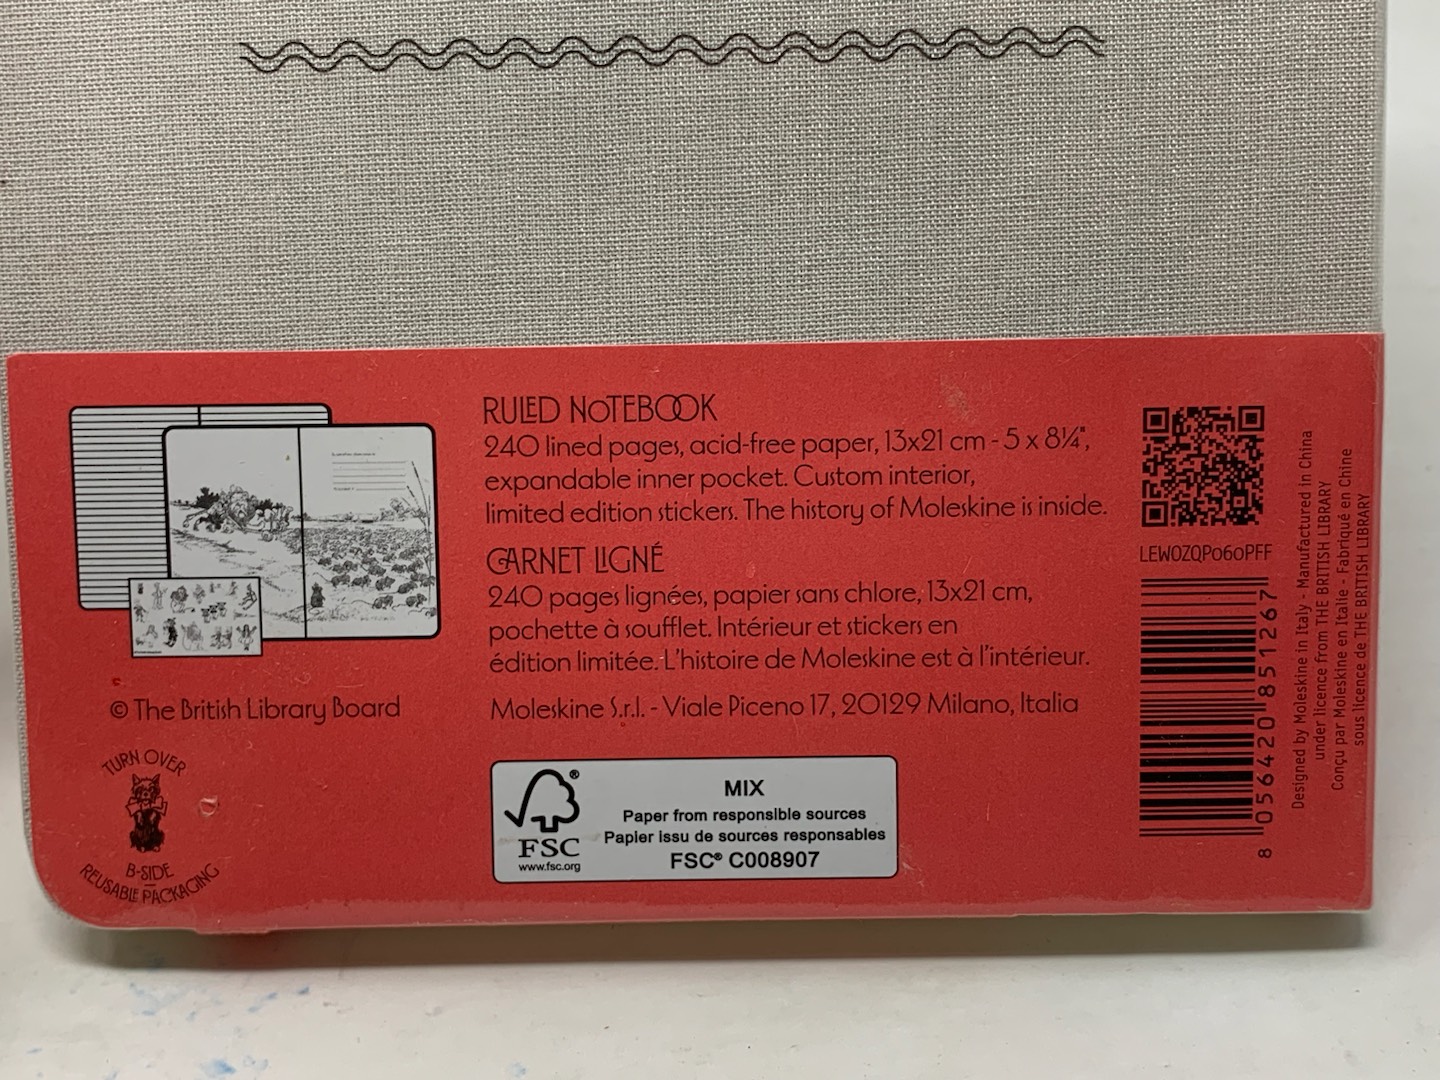 RULED NOTEBOOK
240 lined pages, acid-free paper, 13x21 cm - 5 x 8¼",
expandable inner pocket. Custom interior,
limited edition stickers. The history of Moleskine is inside.
CARNET LIGNÉ
240 pages lignées, papier sans chlore, 13x21 cm,
pochette à soufflet. Intérieur et stickers en
édition limitée. L'histoire de Moleskine est à l'intérieur.
Moleskine S.r.l. - Viale Piceno 17, 20129 Milano, Italia
© The British Library Board
TURN OVER
B-SIDE
REUSABLE PACKAGING
FSC®
www.fsc.org
MIX
Paper from responsible sources
Papier issu de sources responsables
FSC® C008907
LEWOZQP060PFF
8 056420 851267
Designed by Moleskine in Italy - Manufactured in China
under licence from THE BRITISH LIBRARY
Conçu par Moleskine en Italie - Fabriqué en Chine
sous licence de THE BRITISH LIBRARY